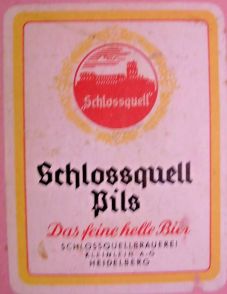 „Schlossquell"
Schlossquell
Pils
Das feine helle Bier
SCHLOSSQUELLBRAUEREI
KLEINLEIN A-G
HEIDELBERG